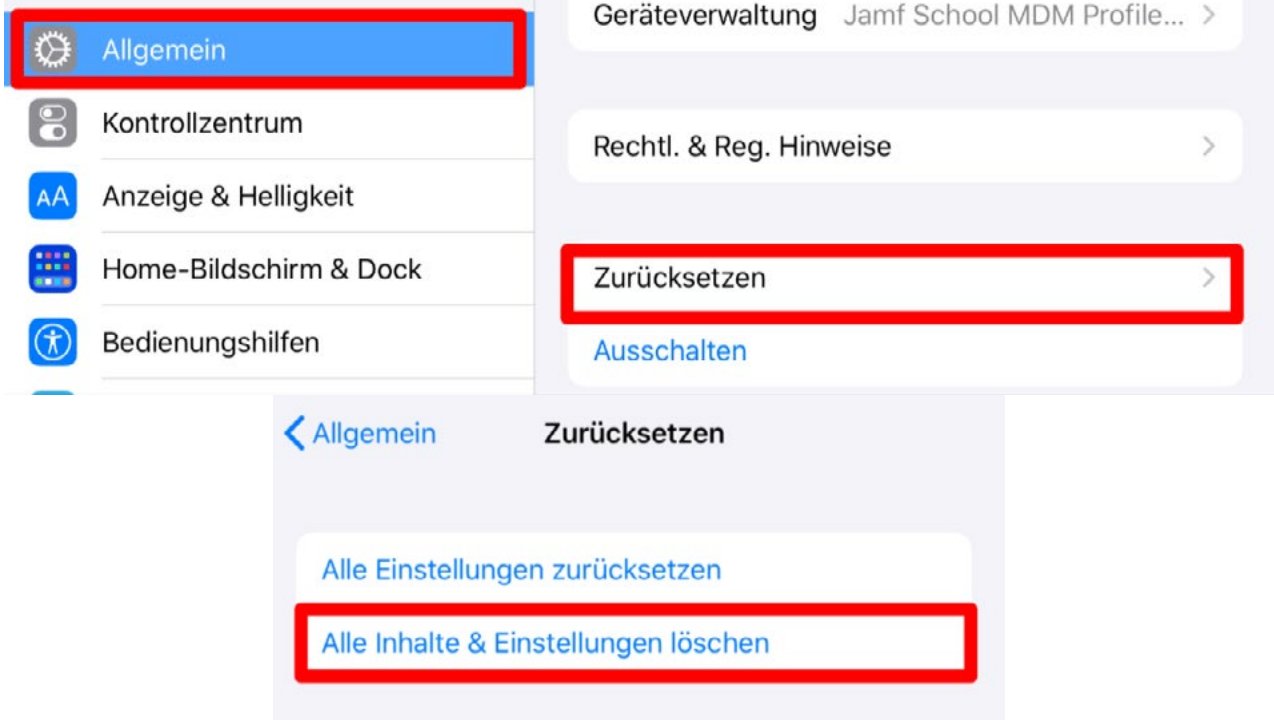 Allgemein
Kontrollzentrum
AA Anzeige & Helligkeit
Home-Bildschirm & Dock
Bedienungshilfen
Geräteverwaltung Jamf School MDM Profile... >
Rechtl. & Reg. Hinweise >
Zurücksetzen >
Ausschalten
Allgemein Zurücksetzen
Alle Einstellungen zurücksetzen
Alle Inhalte & Einstellungen löschen